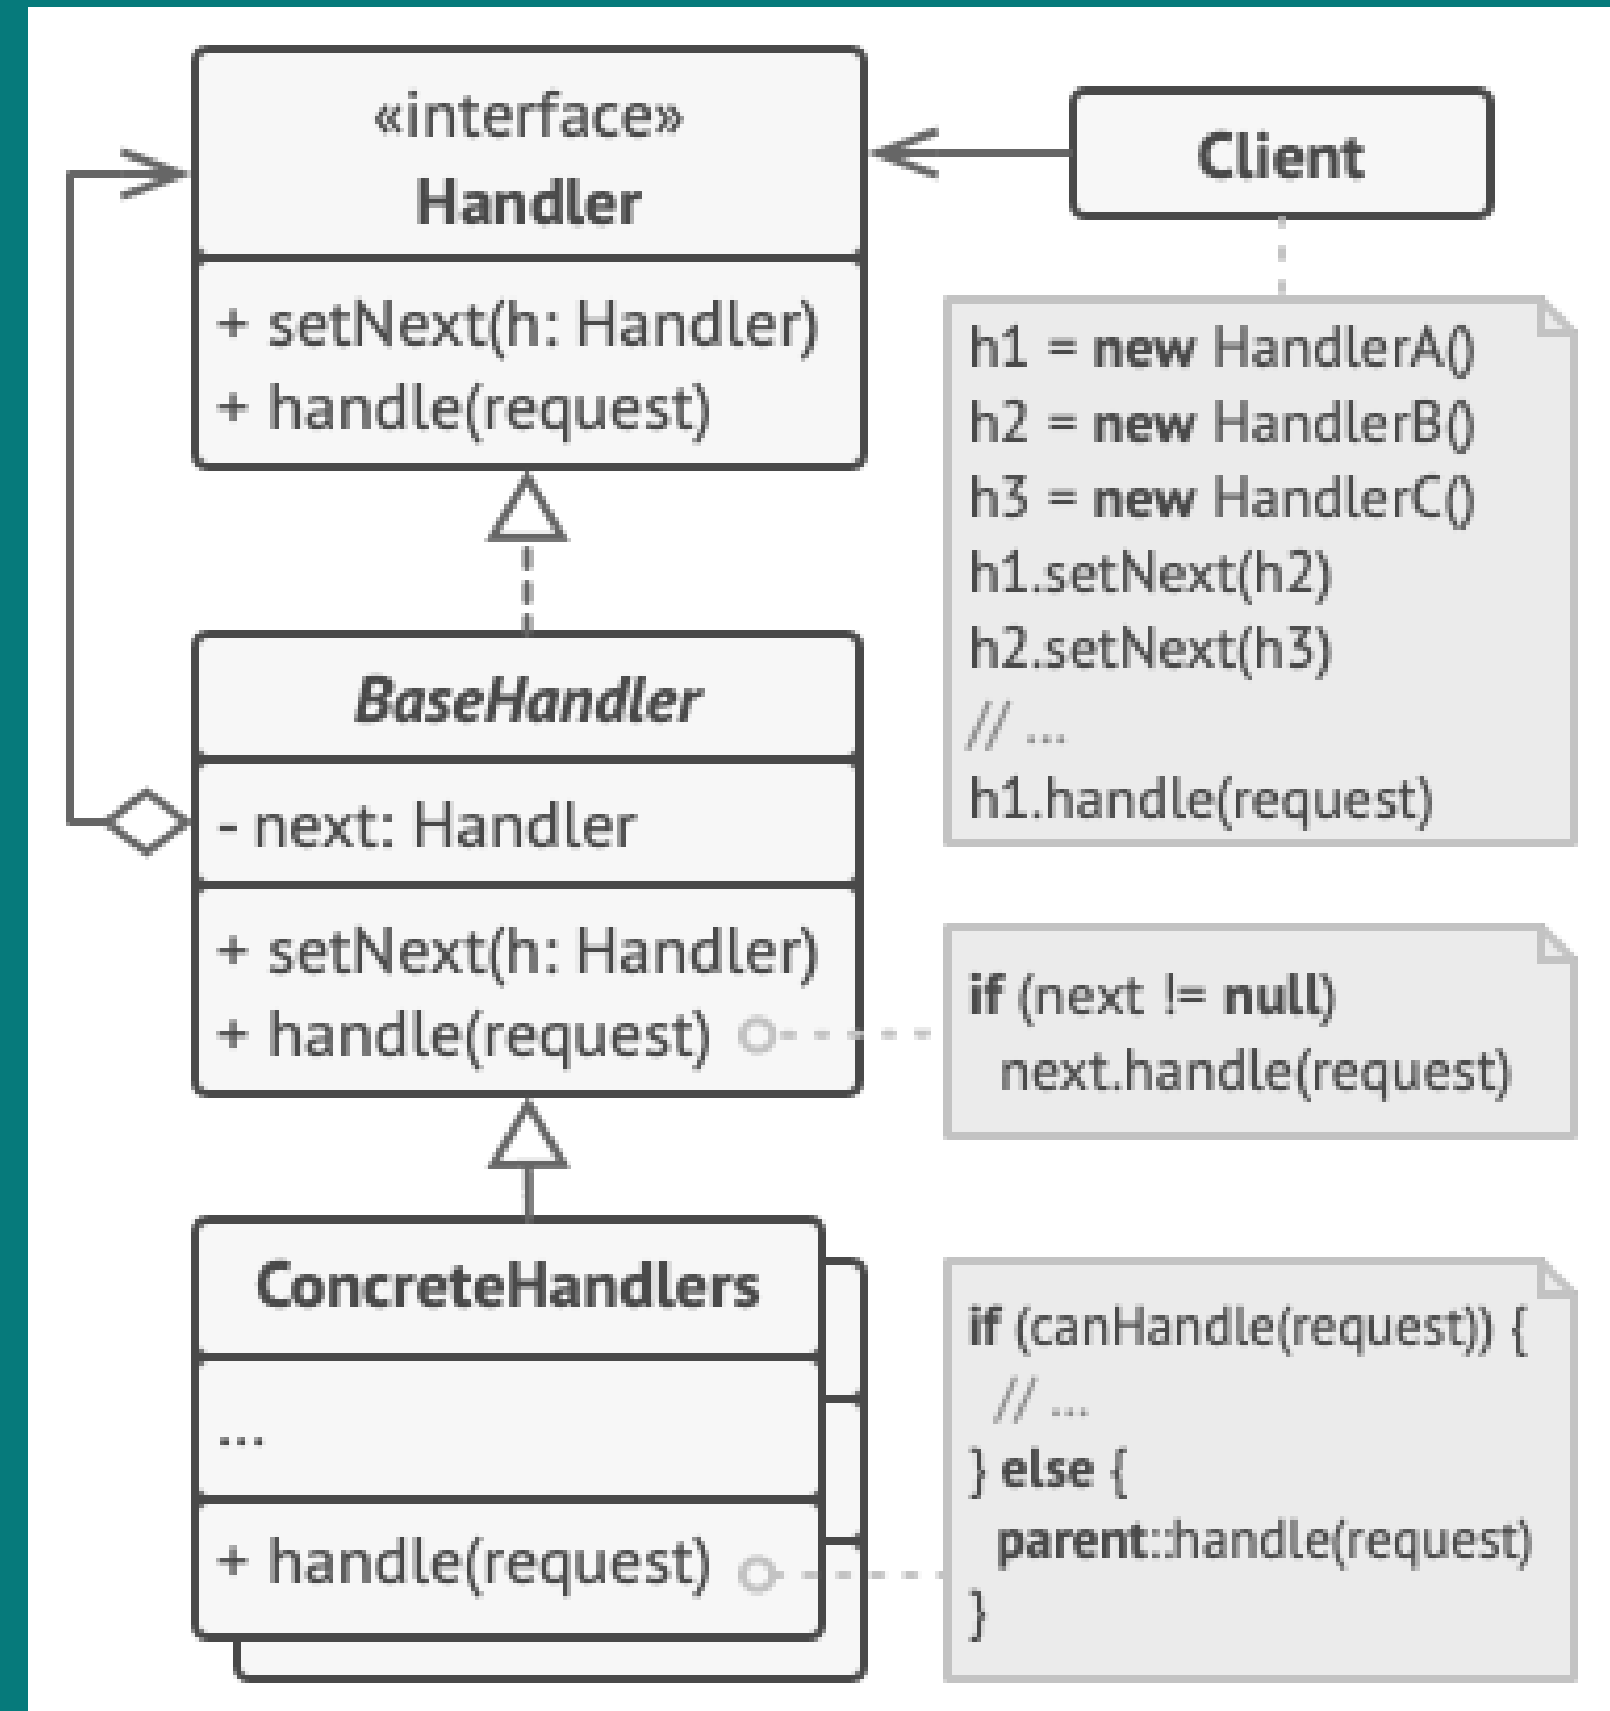 «interface»
Handler
+ setNext(h: Handler)
+ handle(request)
Client
h1 = new HandlerA()
h2 = new HandlerB()
h3 = new HandlerC()
h1.setNext(h2)
h2.setNext(h3)
// ...
h1.handle(request)
BaseHandler
- next: Handler
+ setNext(h: Handler)
+ handle(request)
if (next != null)
next.handle(request)
ConcreteHandlers
...
+ handle(request)
if (canHandle(request)) {
// ...
} else {
parent::handle(request)
}